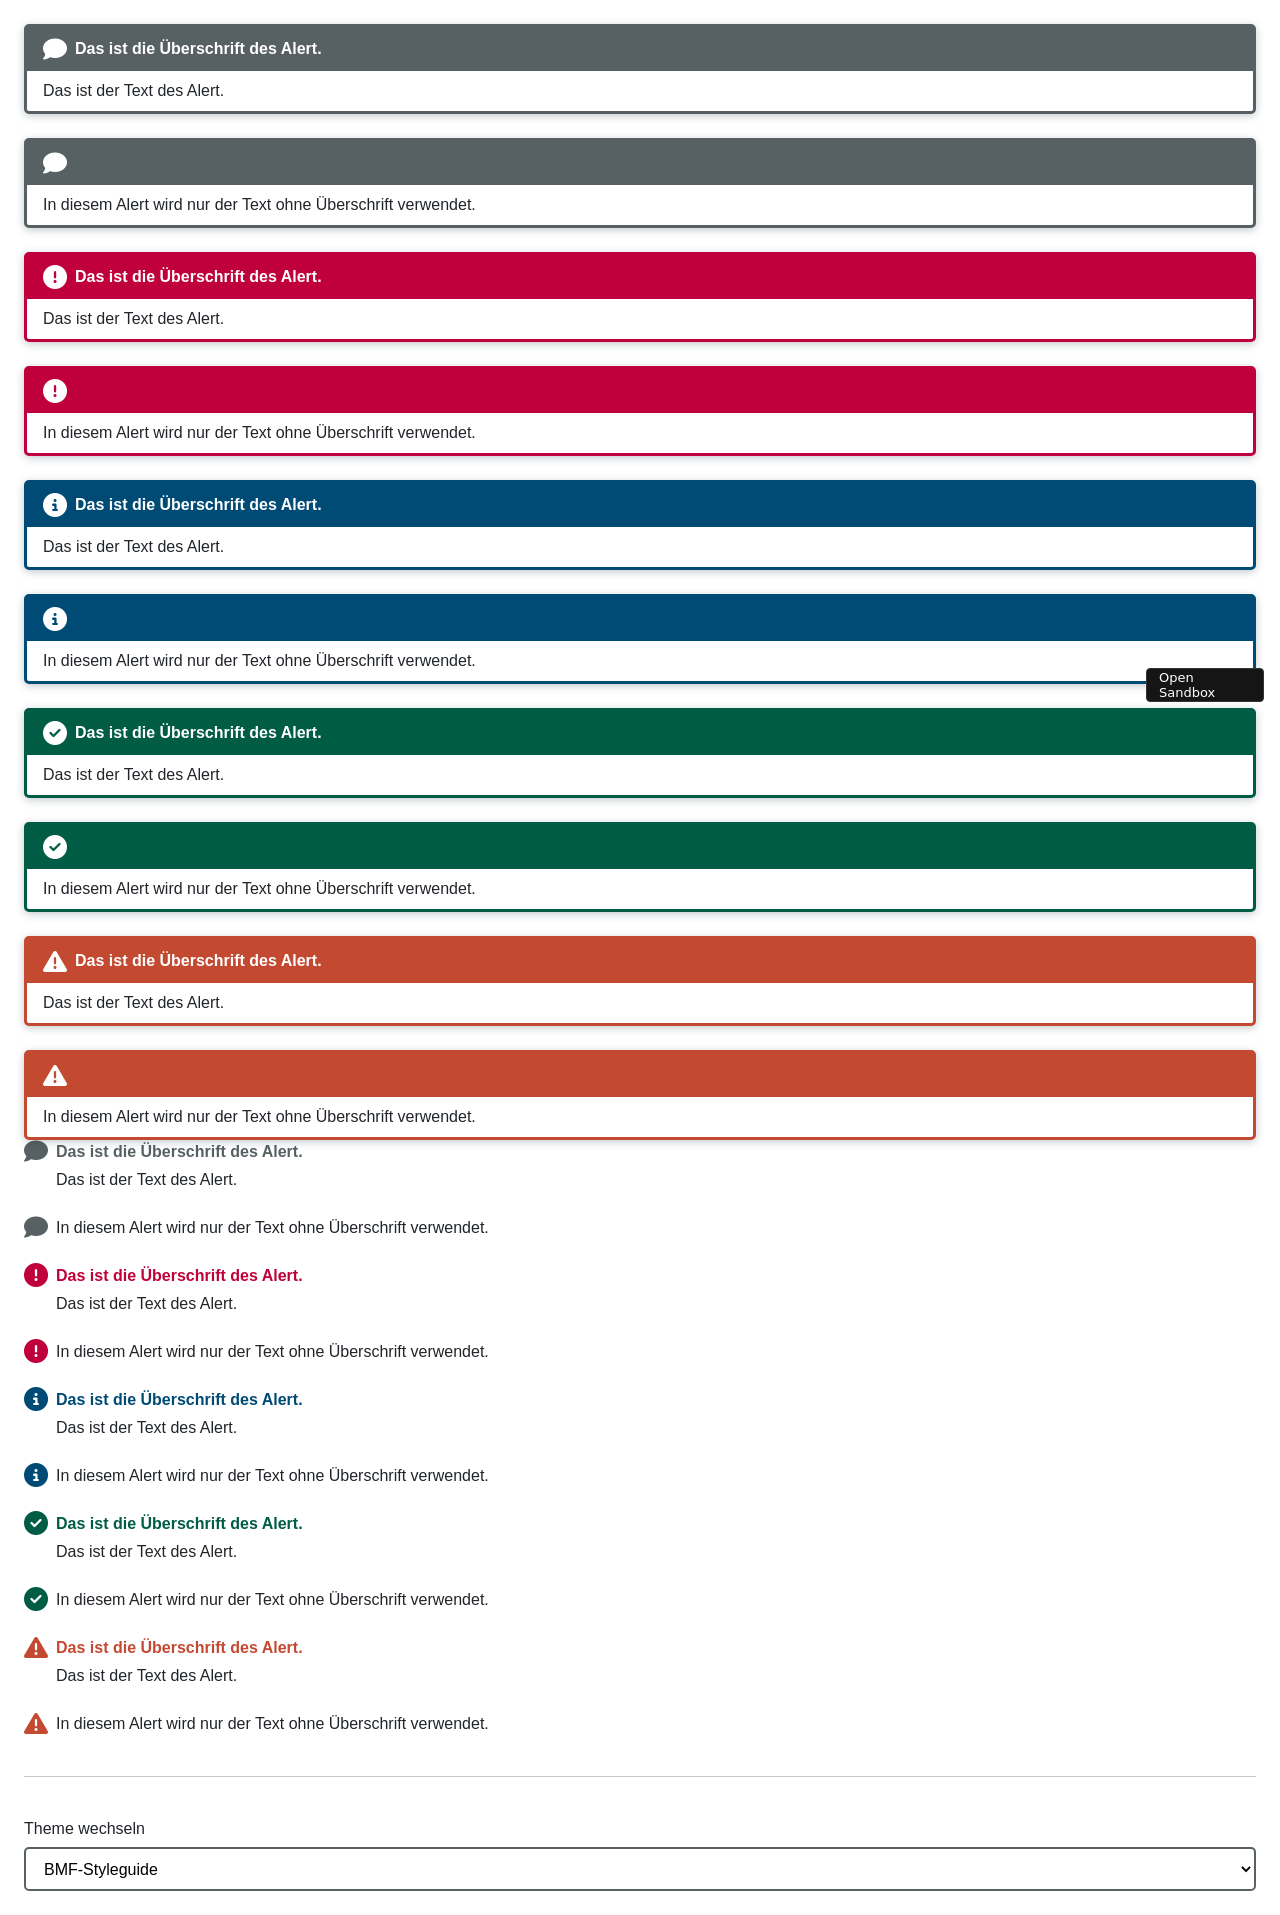 Das ist die Überschrift des Alert.
Das ist der Text des Alert.
In diesem Alert wird nur der Text ohne Überschrift verwendet.
Das ist die Überschrift des Alert.
Das ist der Text des Alert.
In diesem Alert wird nur der Text ohne Überschrift verwendet.
Das ist die Überschrift des Alert.
Das ist der Text des Alert.
In diesem Alert wird nur der Text ohne Überschrift verwendet.
Open
Sandbox
Das ist die Überschrift des Alert.
Das ist der Text des Alert.
In diesem Alert wird nur der Text ohne Überschrift verwendet.
Das ist die Überschrift des Alert.
Das ist der Text des Alert.
In diesem Alert wird nur der Text ohne Überschrift verwendet.
Das ist die Überschrift des Alert.
Das ist der Text des Alert.
In diesem Alert wird nur der Text ohne Überschrift verwendet.
Das ist die Überschrift des Alert.
Das ist der Text des Alert.
In diesem Alert wird nur der Text ohne Überschrift verwendet.
Das ist die Überschrift des Alert.
Das ist der Text des Alert.
In diesem Alert wird nur der Text ohne Überschrift verwendet.
Das ist die Überschrift des Alert.
Das ist der Text des Alert.
In diesem Alert wird nur der Text ohne Überschrift verwendet.
Das ist die Überschrift des Alert.
Das ist der Text des Alert.
In diesem Alert wird nur der Text ohne Überschrift verwendet.
Theme wechseln
BMF-Styleguide